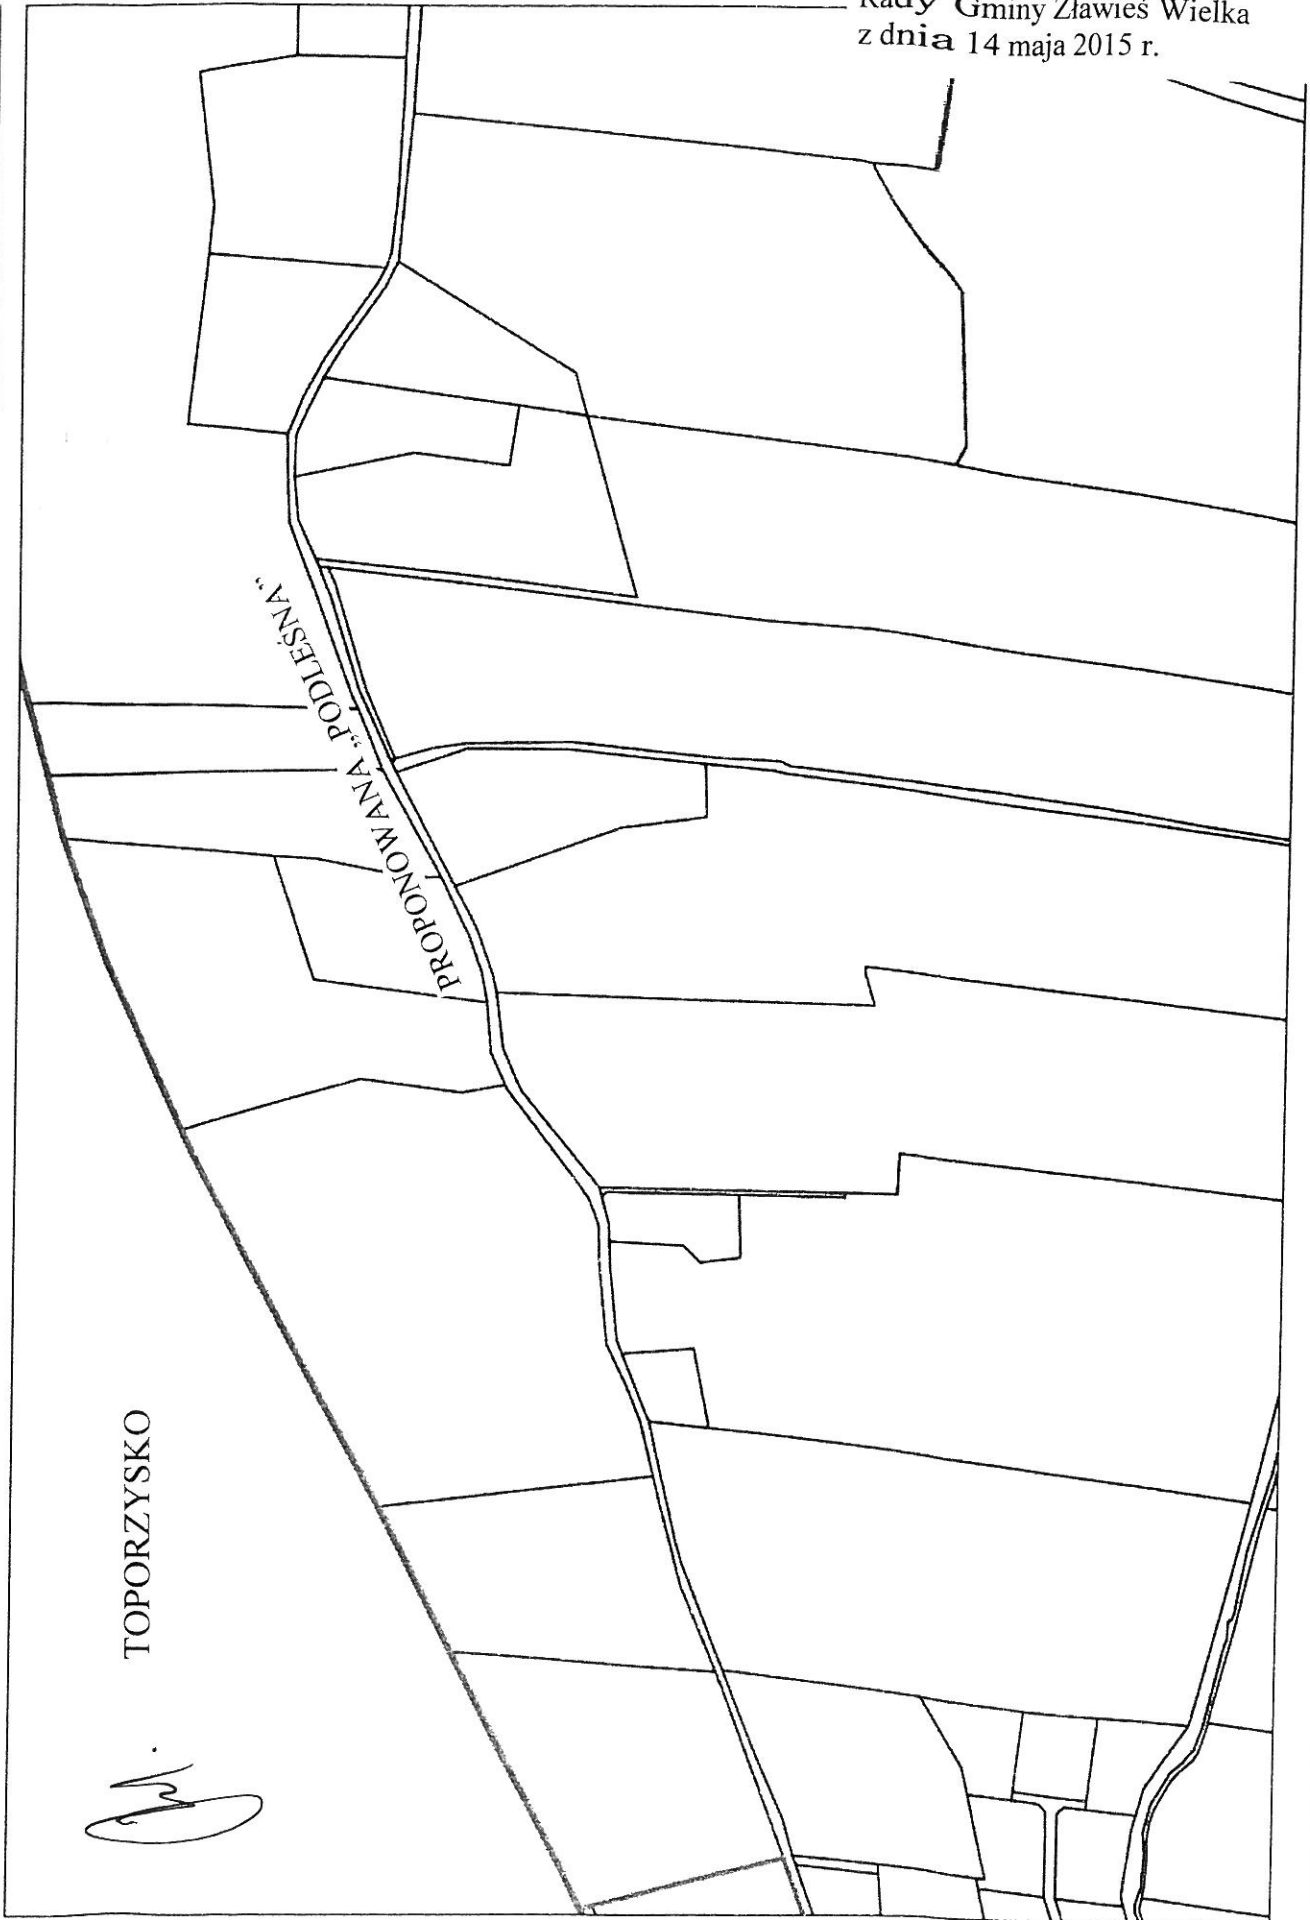 Rady Gminy Zławieś Wielka
z dnia 14 maja 2015 r.
PROPONOWANA „PODLEŚNA”
TOPORZYSKO